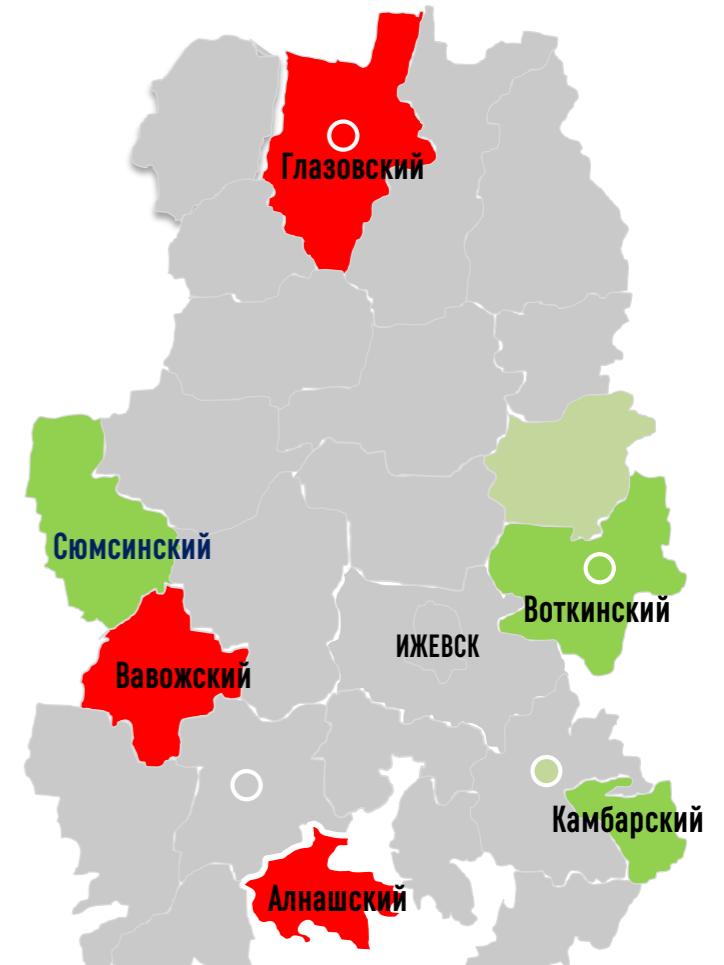 Глазовский
Сюмсинский
Воткинский
ИЖЕВСК
Вавожский
Камбарский
Алнашский